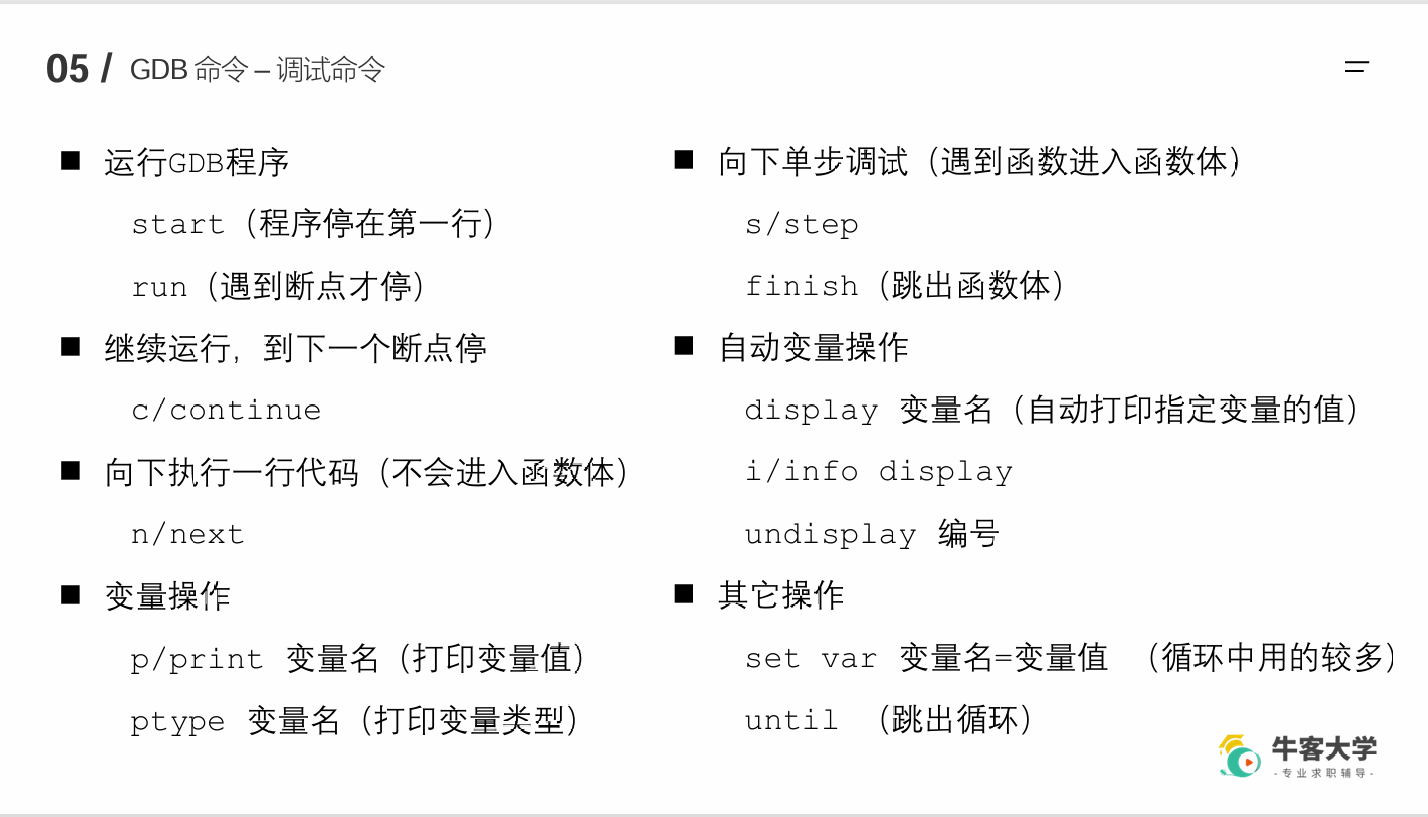 05 / GDB 命令 – 调试命令
■ 运行GDB程序
start（程序停在第一行）
run（遇到断点才停）
■ 继续运行，到下一个断点停
c/continue
■ 向下执行一行代码（不会进入函数体）
n/next
■ 变量操作
p/print 变量名（打印变量值）
ptype 变量名（打印变量类型）
■ 向下单步调试（遇到函数进入函数体）
s/step
finish（跳出函数体）
■ 自动变量操作
display 变量名（自动打印指定变量的值）
i/info display
undisplay 编号
■ 其它操作
set var 变量名=变量值 （循环中用的较多）
until （跳出循环）
牛客大学
-专业求职辅导-